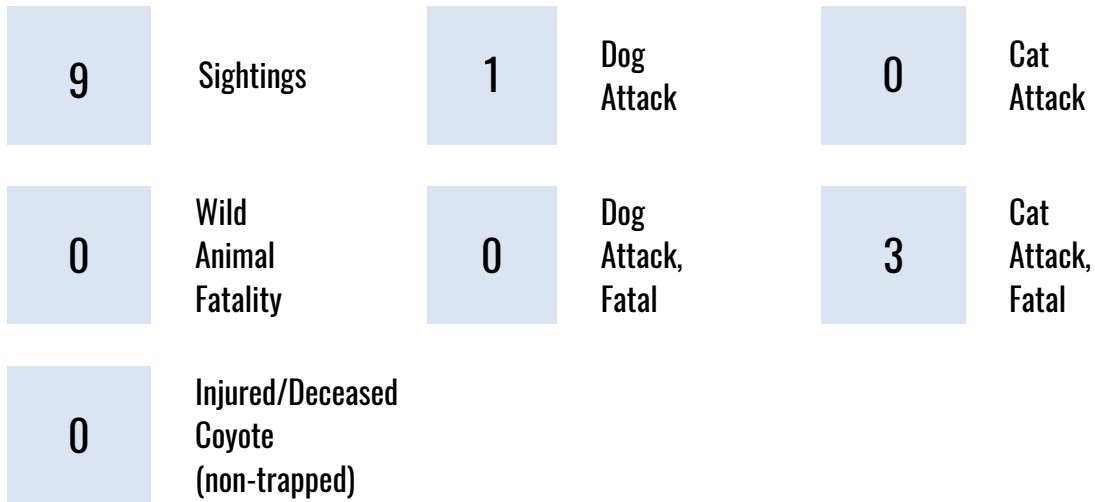 9
Sightings
1
Dog
Attack
0
Cat
Attack
0
Wild
Animal
Fatality
0
Dog
Attack,
Fatal
3
Cat
Attack,
Fatal
0
Injured/Deceased
Coyote
(non-trapped)